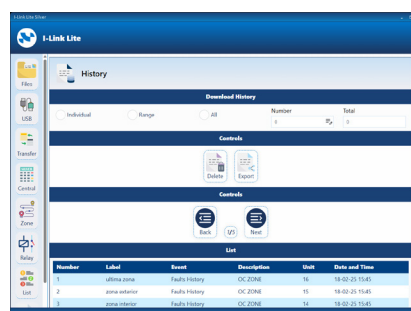 I-Link Lite Silver
I-Link Lite
Files
USB
Transfer
Control
Zone
Relay
List
History
Download History
Individual
Range
All
Number
Total
Controls
Delete
Export
Controls
Back
1/5
Next
List
Number Label Event Description Unit Date and Time
1 ultima zona Faults History OC ZONE 16 18-02-25 15:45
2 zona exterior Faults History OC ZONE 15 18-02-25 15:45
3 zona interior Faults History OC ZONE 14 18-02-25 15:45